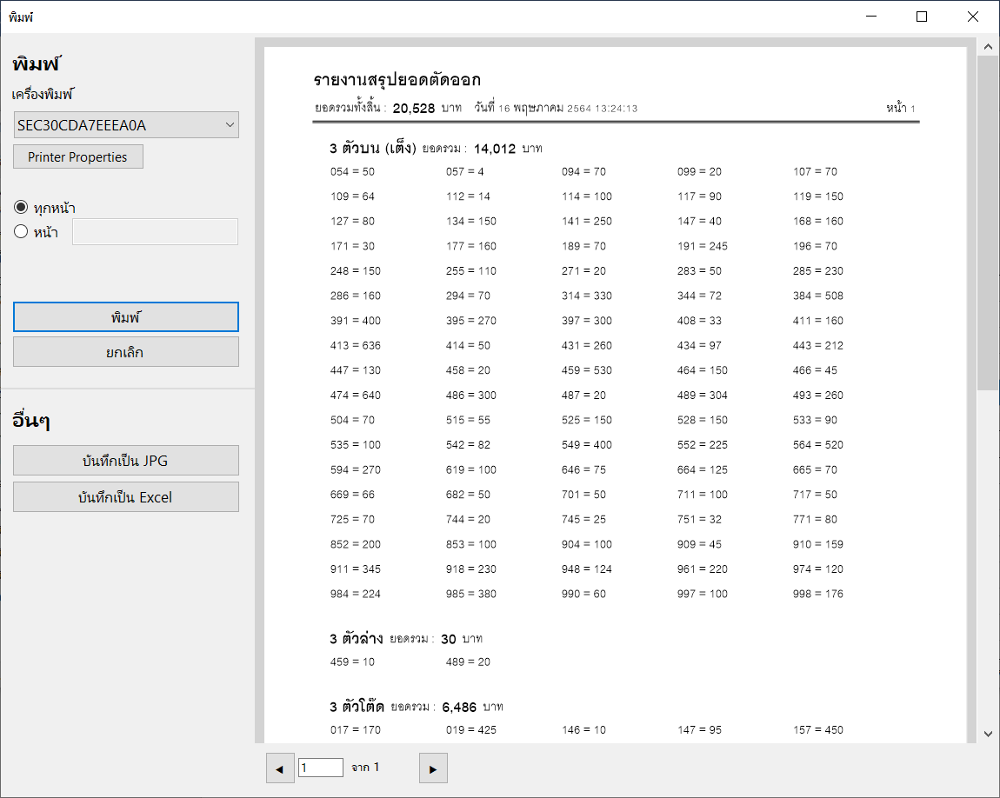 พิมพ์
พิมพ์
เครื่องพิมพ์
SEC30CDA7EEEA0A
Printer Properties
ทุกหน้า
หน้า
พิมพ์
ยกเลิก
อื่นๆ
บันทึกเป็น JPG
บันทึกเป็น Excel
รายงานสรุปยอดตัดออก
ยอดรวมทั้งสิ้น : 20,528 บาท วันที่ 16 พฤษภาคม 2564 13:24:13 หน้า 1
3 ตัวบน (เต็ง) ยอดรวม : 14,012 บาท
054 = 50 057 = 4 094 = 70 099 = 20 107 = 70
109 = 64 112 = 14 114 = 100 117 = 90 119 = 150
127 = 80 134 = 150 141 = 250 147 = 40 168 = 160
171 = 30 177 = 160 189 = 70 191 = 245 196 = 70
248 = 150 255 = 110 271 = 20 283 = 50 285 = 230
286 = 160 294 = 70 314 = 330 344 = 72 384 = 508
391 = 400 395 = 270 397 = 300 408 = 33 411 = 160
413 = 636 414 = 50 431 = 260 434 = 97 443 = 212
447 = 130 458 = 20 459 = 530 464 = 150 466 = 45
474 = 640 486 = 300 487 = 20 489 = 304 493 = 260
504 = 70 515 = 55 525 = 150 528 = 150 533 = 90
535 = 100 542 = 82 549 = 400 552 = 225 564 = 520
594 = 270 619 = 100 646 = 75 664 = 125 665 = 70
669 = 66 682 = 50 701 = 50 711 = 100 717 = 50
725 = 70 744 = 20 745 = 25 751 = 32 771 = 80
852 = 200 853 = 100 904 = 100 909 = 45 910 = 159
911 = 345 918 = 230 948 = 124 961 = 220 974 = 120
984 = 224 985 = 380 990 = 60 997 = 100 998 = 176
3 ตัวล่าง ยอดรวม : 30 บาท
459 = 10 489 = 20
3 ตัวโต๊ด ยอดรวม : 6,486 บาท
017 = 170 019 = 425 146 = 10 147 = 95 157 = 450
1 จาก 1